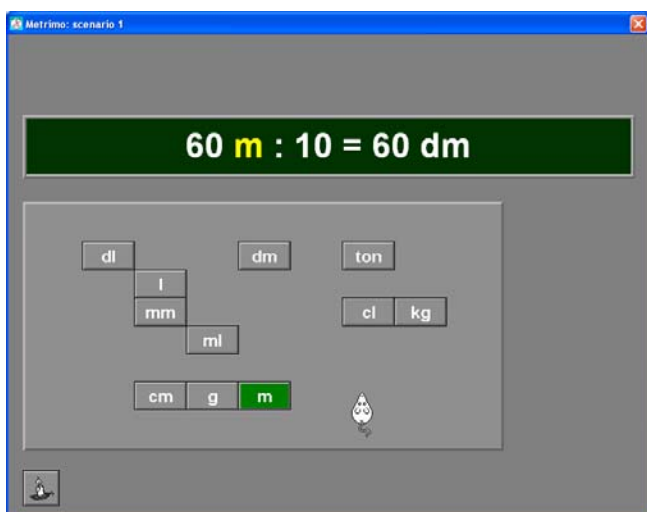 Metrimo: scenario 1
60 m : 10 = 60 dm
dl dm ton
l
mm cl kg
ml
cm g m